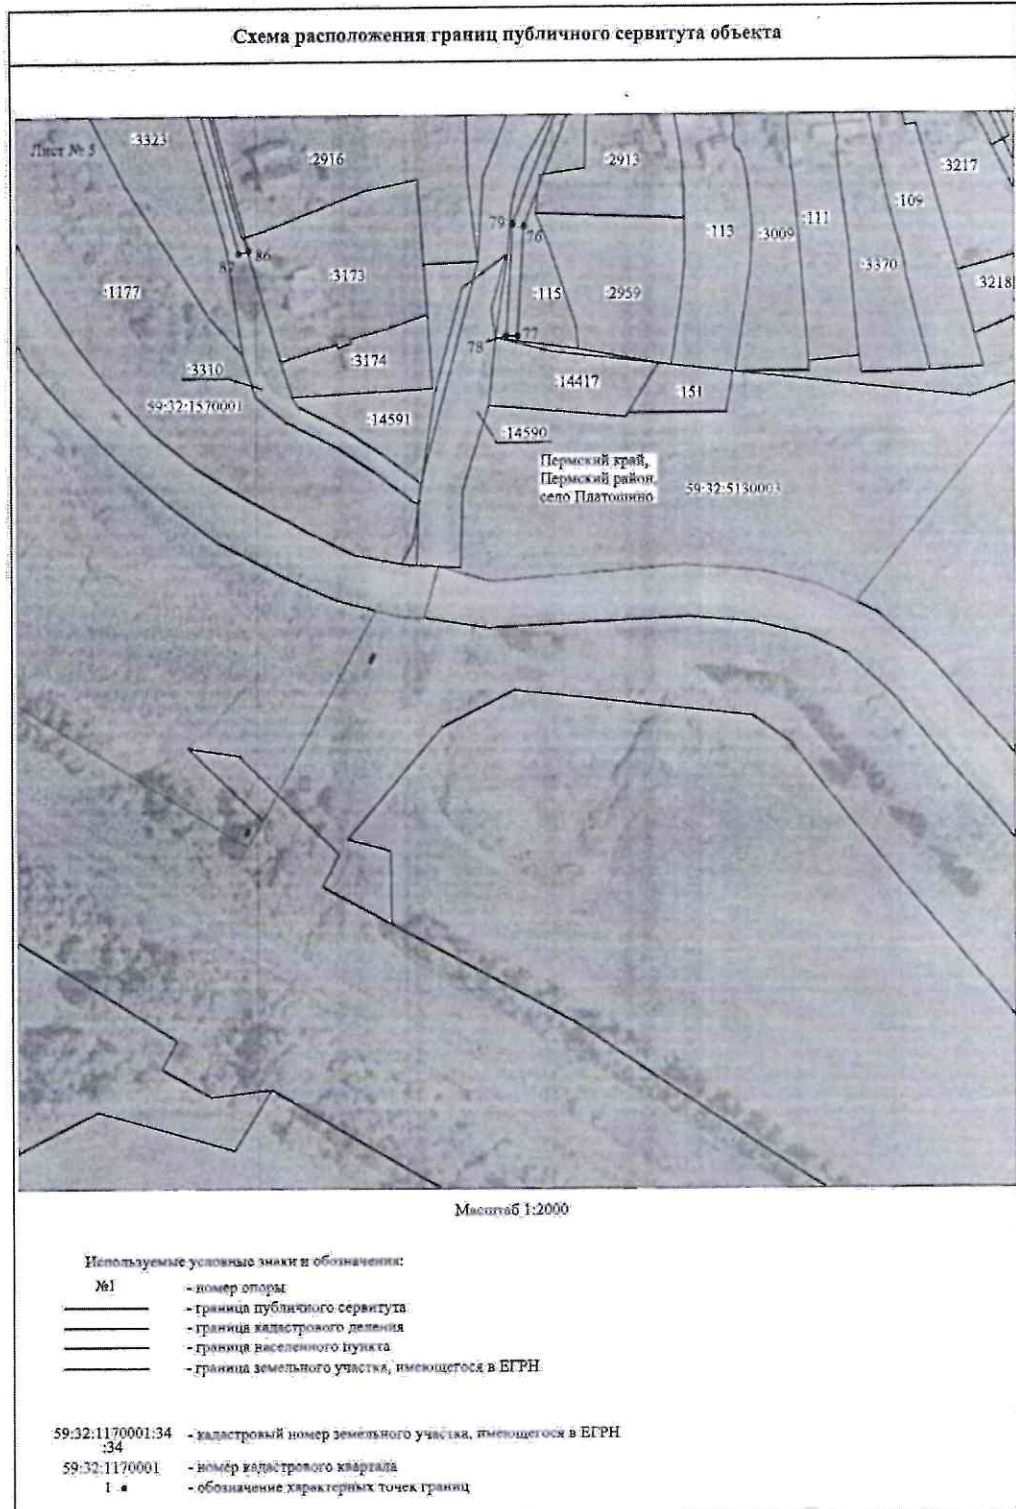 Схема расположения границ публичного сервитута объекта
Лист № 5
:3323
:2916
:2913
:3217
:109
:111
:113
:3009
79
76
86
87
:3173
:3370
:3218
:1177
:115
:2959
78
77
:3310
:3174
:14417
:151
59:32:1570001
:14591
:14590
Пермский край,
Пермский район,
село Платошино
59:32:5130003
Масштаб 1:2000
Используемые условные знаки и обозначения:
№1 - номер опоры
- граница публичного сервитута
- граница кадастрового деления
- граница населенного пункта
- граница земельного участка, имеющегося в ЕГРН
59:32:1170001:34 - кадастровый номер земельного участка, имеющегося в ЕГРН
:34
59:32:1170001 - номер кадастрового квартала
1 - обозначение характерных точек границ